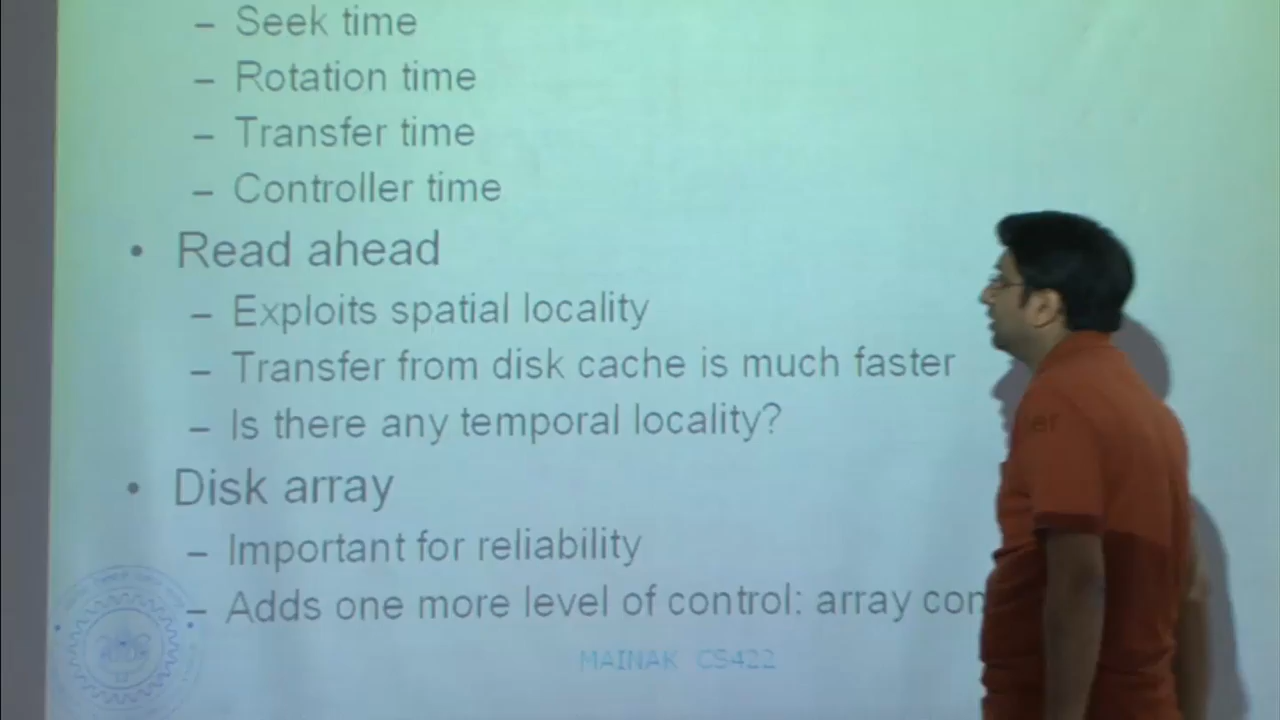 – Seek time
– Rotation time
– Transfer time
– Controller time
• Read ahead
– Exploits spatial locality
– Transfer from disk cache is much faster
– Is there any temporal locality?
• Disk array
– Important for reliability
– Adds one more level of control: array con
MAINAK CS422